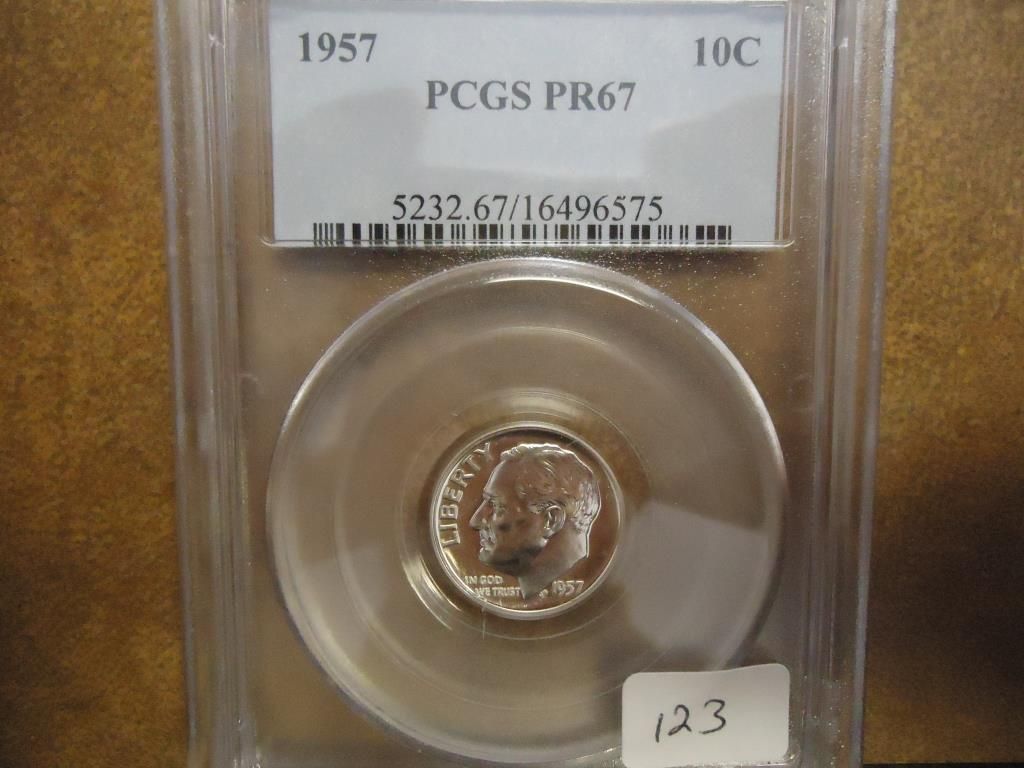 1957 10C
PCGS PR67
5232.67/16496575
LIBERTY
IN GOD
WE TRUST
1957
123